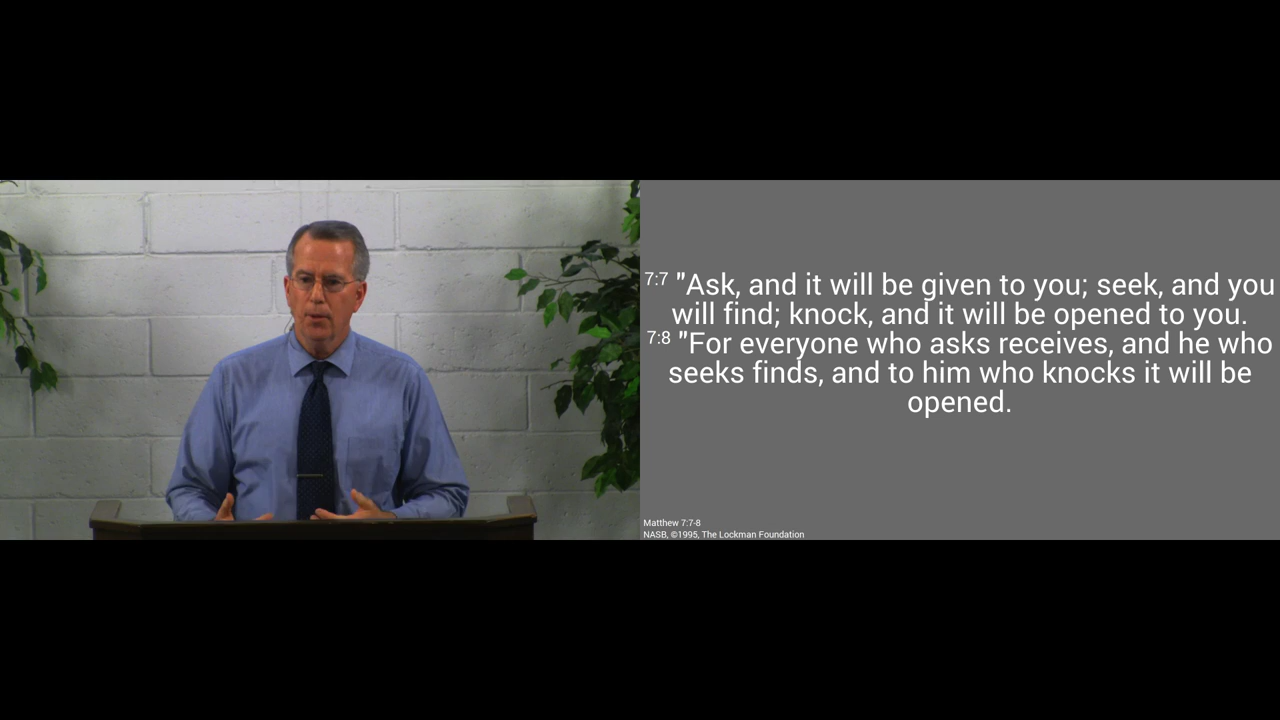 7:7 "Ask, and it will be given to you; seek, and you
will find; knock, and it will be opened to you.
7:8 "For everyone who asks receives, and he who
seeks finds, and to him who knocks it will be
opened.
Matthew 7:7-8
NASB, ©1995, The Lockman Foundation